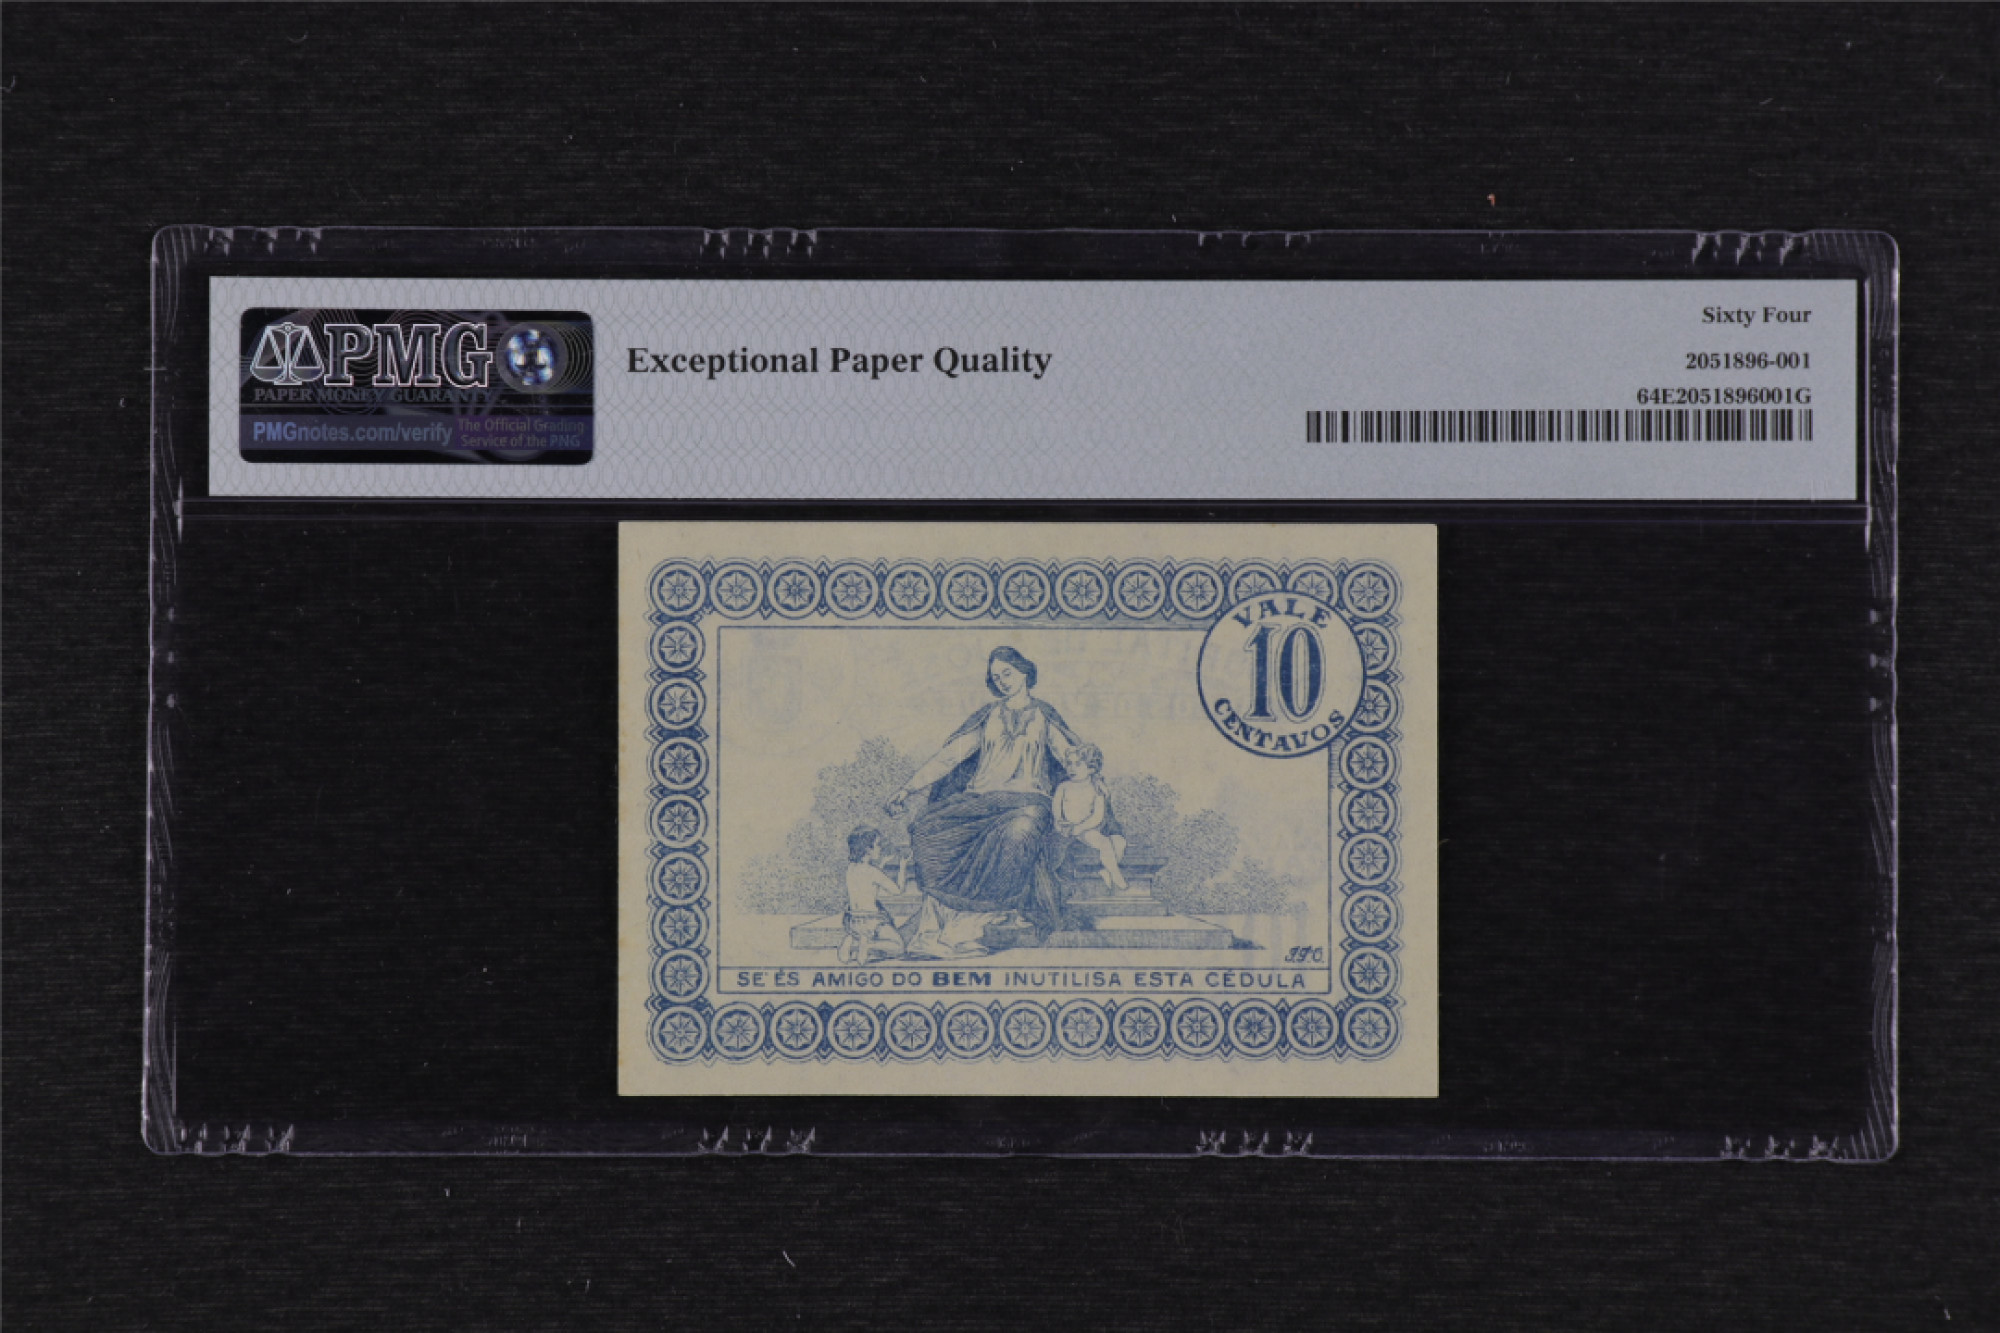 PMG
PAPER MONEY GUARANTY
PMGnotes.com/verify
The Official Grading
Service of the PNG
Exceptional Paper Quality
Sixty Four
2051896-001
64E2051896001G
VALE
10
CENTAVOS
SE ÉS AMIGO DO BEM INUTILISA ESTA CÉDULA